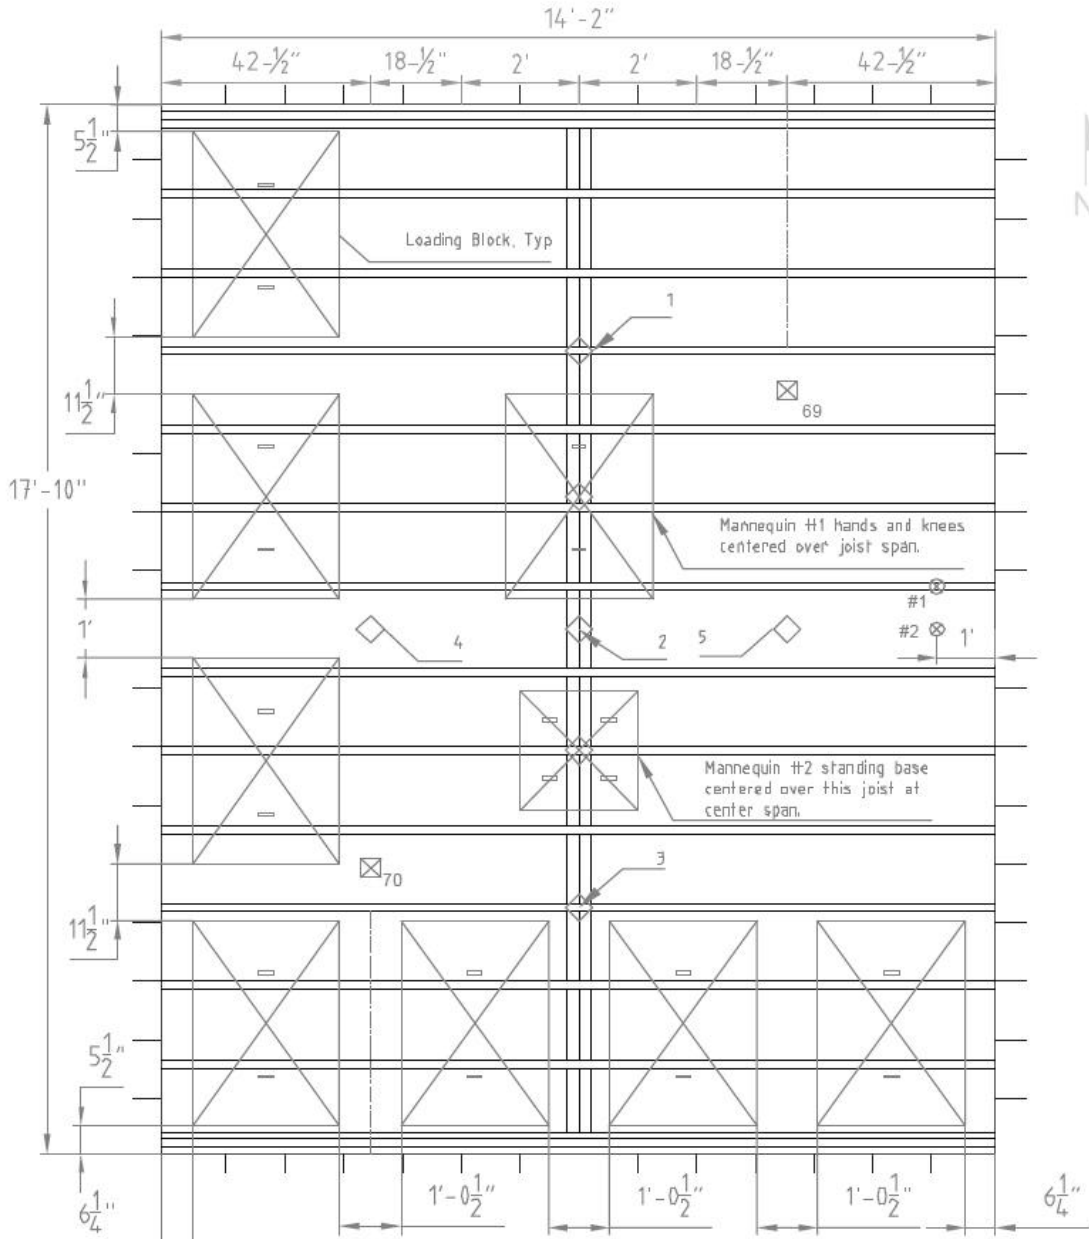 14'-2"
42-½" 18-½" 2' 2' 18-½" 42-½"
5½"
N
Loading Block, Typ
1
11½"
69
17'-10"
Mannequin #1 hands and knees
centered over joist span.
#1
1'
4
2
5
#2
1'
Mannequin #2 standing base
centered over this joist at
center span.
3
70
11½"
5½"
6¼"
1'-0½" 1'-0½" 1'-0½" 6¼"